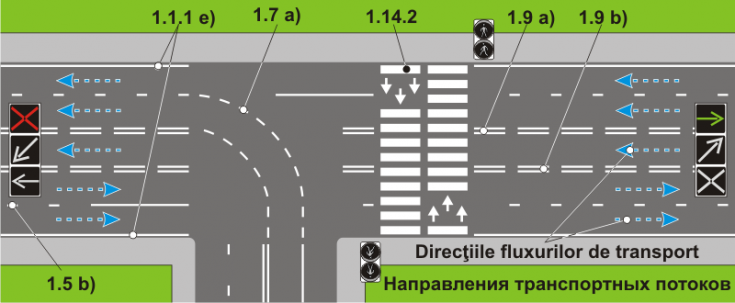 1.1.1 e)
1.7 a)
1.14.2
1.9 a)
1.9 b)
1.5 b)
Direcţiile fluxurilor de transport
Направления транспортных потоков